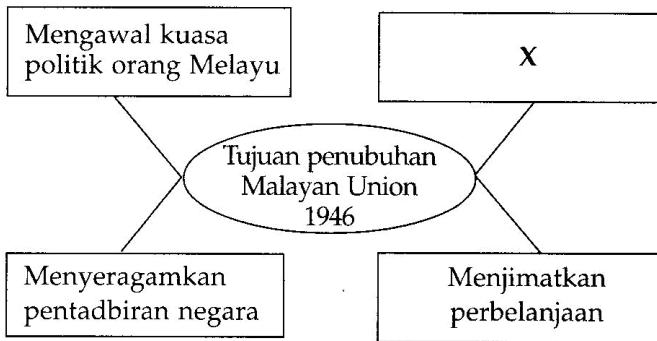 Mengawal kuasa
politik orang Melayu
X
Tujuan penubuhan
Malayan Union
1946
Menyeragamkan
pentadbiran negara
Menjimatkan
perbelanjaan